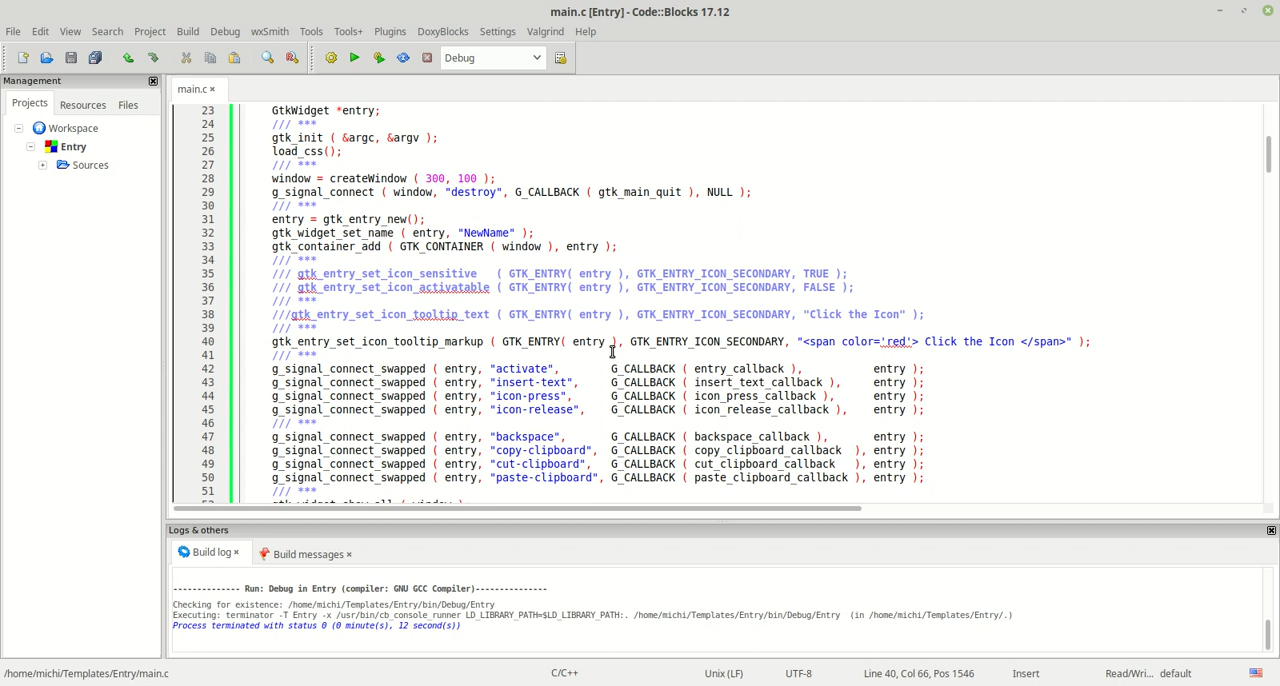 main.c [Entry] - Code::Blocks 17.12
File Edit View Search Project Build Debug wxSmith Tools Tools+ Plugins DoxyBlocks Settings Valgrind Help
Debug
Management
Projects Resources Files
Workspace
Entry
Sources
main.c
23 GtkWidget *entry;
24 /// ***
25 gtk_init ( &argc, &argv );
26 load_css();
27 /// ***
28 window = createWindow ( 300, 100 );
29 g_signal_connect ( window, "destroy", G_CALLBACK ( gtk_main_quit ), NULL );
30 /// ***
31 entry = gtk_entry_new();
32 gtk_widget_set_name ( entry, "NewName" );
33 gtk_container_add ( GTK_CONTAINER ( window ), entry );
34 /// ***
35 /// gtk_entry_set_icon_sensitive   ( GTK_ENTRY( entry ), GTK_ENTRY_ICON_SECONDARY, TRUE );
36 /// gtk_entry_set_icon_activatable ( GTK_ENTRY( entry ), GTK_ENTRY_ICON_SECONDARY, FALSE );
37 /// ***
38 ///gtk_entry_set_icon_tooltip_text ( GTK_ENTRY( entry ), GTK_ENTRY_ICON_SECONDARY, "Click the Icon" );
39 /// ***
40 gtk_entry_set_icon_tooltip_markup ( GTK_ENTRY( entry ), GTK_ENTRY_ICON_SECONDARY, "<span color='red'> Click the Icon </span>" );
41 /// ***
42 g_signal_connect_swapped ( entry, "activate", G_CALLBACK ( entry_callback ), entry );
43 g_signal_connect_swapped ( entry, "insert-text", G_CALLBACK ( insert_text_callback ), entry );
44 g_signal_connect_swapped ( entry, "icon-press", G_CALLBACK ( icon_press_callback ), entry );
45 g_signal_connect_swapped ( entry, "icon-release", G_CALLBACK ( icon_release_callback ), entry );
46 /// ***
47 g_signal_connect_swapped ( entry, "backspace", G_CALLBACK ( backspace_callback ), entry );
48 g_signal_connect_swapped ( entry, "copy-clipboard", G_CALLBACK ( copy_clipboard_callback ), entry );
49 g_signal_connect_swapped ( entry, "cut-clipboard", G_CALLBACK ( cut_clipboard_callback ), entry );
50 g_signal_connect_swapped ( entry, "paste-clipboard", G_CALLBACK ( paste_clipboard_callback ), entry );
51 /// ***
Logs & others
Build log Build messages
-------------- Run: Debug in Entry (compiler: GNU GCC Compiler)---------------
Checking for existence: /home/michi/Templates/Entry/bin/Debug/Entry
Executing: terminator -T Entry -x /usr/bin/cb_console_runner LD_LIBRARY_PATH=$LD_LIBRARY_PATH:. /home/michi/Templates/Entry/bin/Debug/Entry  (in /home/michi/Templates/Entry/.)
Process terminated with status 0 (0 minute(s), 12 second(s))
/home/michi/Templates/Entry/main.c C/C++ Unix (LF) UTF-8 Line 40, Col 66, Pos 1546 Insert Read/Wri... default